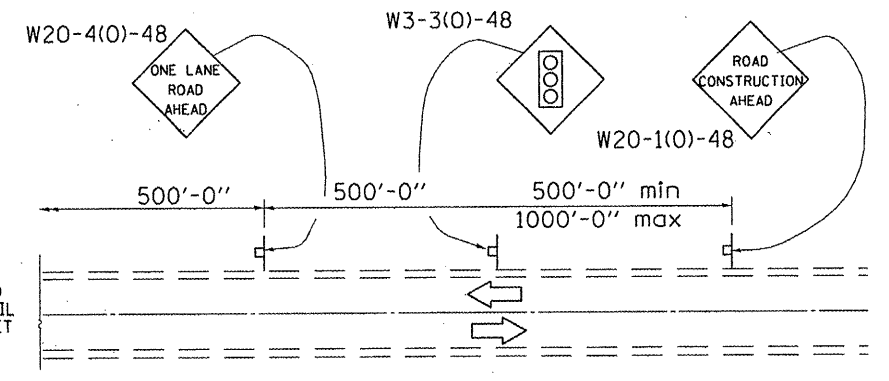 W20-4(O)-48
ONE LANE
ROAD
AHEAD
W3-3(O)-48
ROAD
CONSTRUCTION
AHEAD
W20-1(O)-48
500'-0"
500'-0"
500'-0" min
1000'-0" max